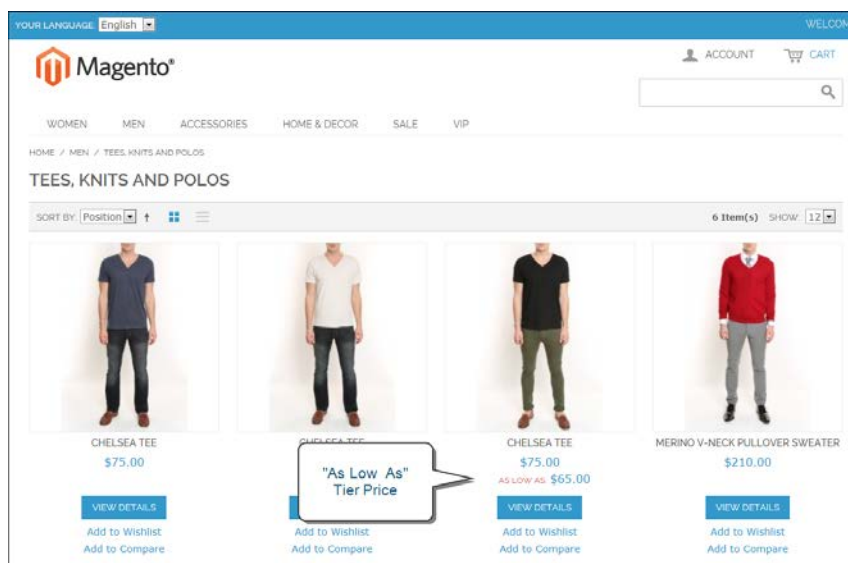 YOUR LANGUAGE: English
WELCOM
Magento®
ACCOUNT
CART
WOMEN MEN ACCESSORIES HOME & DECOR SALE VIP
HOME / MEN / TEES, KNITS AND POLOS
TEES, KNITS AND POLOS
SORT BY: Position
6 Item(s) SHOW: 12
CHELSEA TEE
$75.00
VIEW DETAILS
Add to Wishlist
Add to Compare
"As Low As"
Tier Price
Add to Wishlist
Add to Compare
CHELSEA TEE
$75.00
AS LOW AS: $65.00
VIEW DETAILS
Add to Wishlist
Add to Compare
MERINO V-NECK PULLOVER SWEATER
$210.00
VIEW DETAILS
Add to Wishlist
Add to Compare